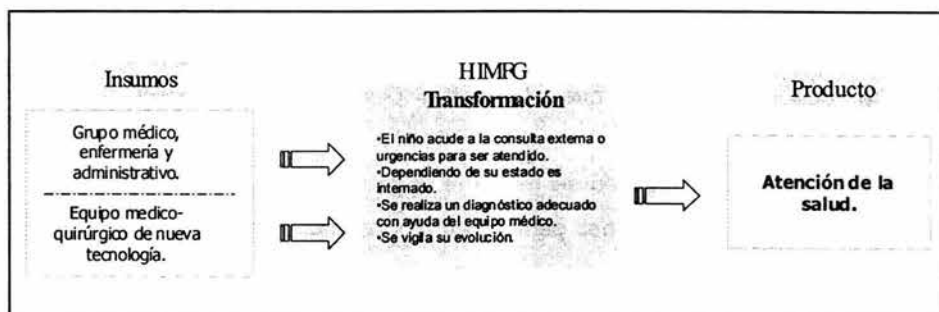 Insumos
Grupo médico,
enfermería y
administrativo.
Equipo medico-
quirúrgico de nueva
tecnología.
HIMFG
Transformación
•El niño acude a la consulta externa o
urgencias para ser atendido.
•Dependiendo de su estado es
internado.
•Se realiza un diagnóstico adecuado
con ayuda del equipo médico.
•Se vigila su evolución.
Producto
Atención de la
salud.